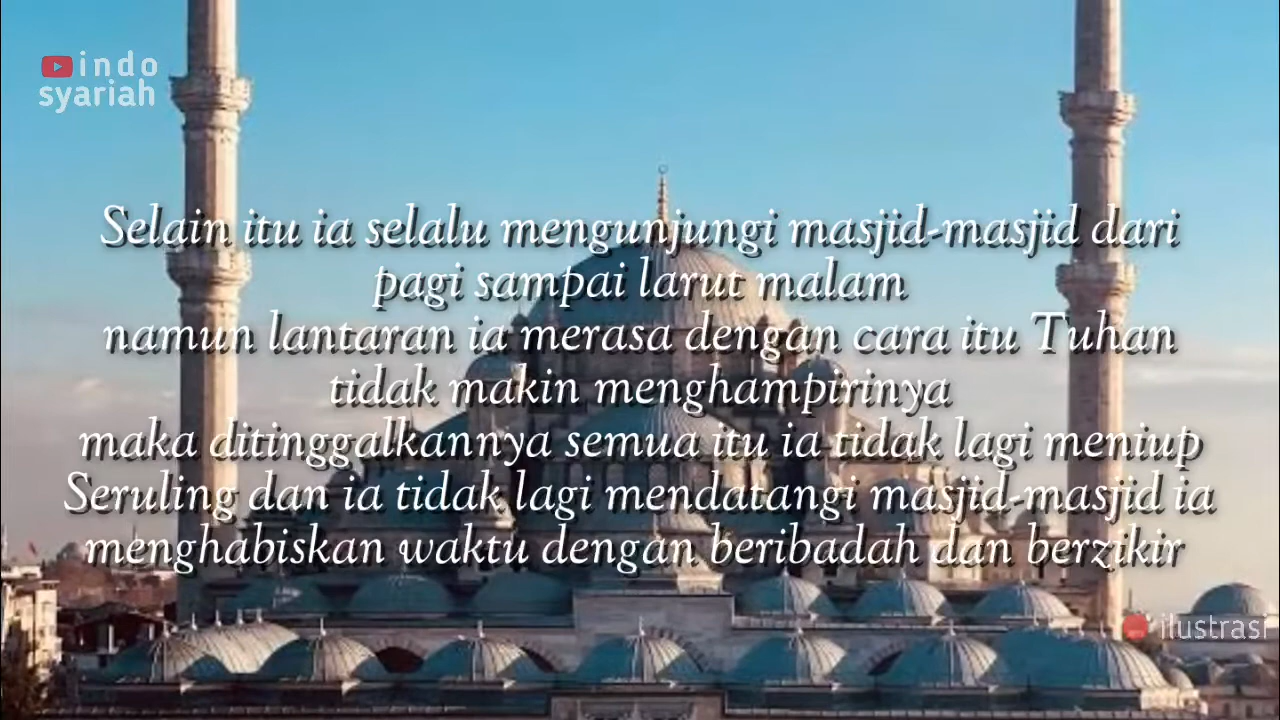 indo
syariah
Selain itu ia selalu mengunjungi masjid-masjid dari
pagi sampai larut malam
namun lantaran ia merasa dengan cara itu Tuhan
tidak makin menghampirinya
maka ditinggalkannya semua itu ia tidak lagi meniup
Seruling dan ia tidak lagi mendatangi masjid-masjid ia
menghabiskan waktu dengan beribadah dan berzikir
ilustrasi